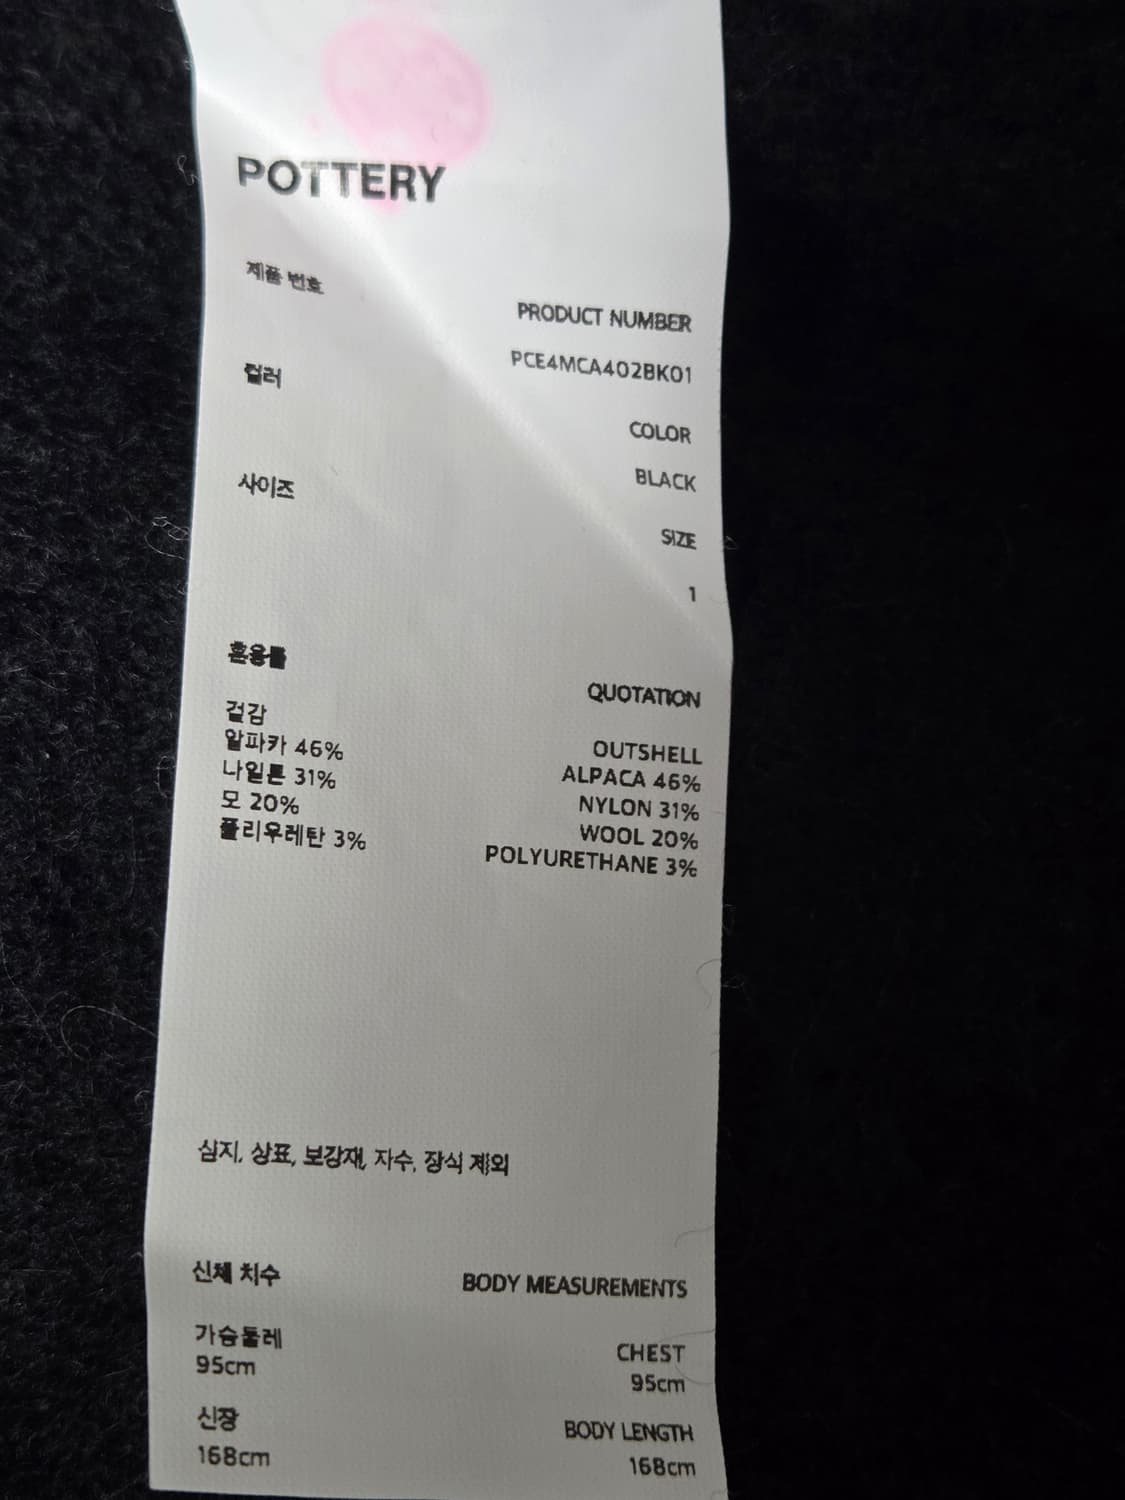 POTTERY
제품 번호
PRODUCT NUMBER
PCE4MCA402BK01
컬러
COLOR
BLACK
사이즈
SIZE
1
혼용률
QUOTATION
겉감
OUTSHELL
알파카 46%
ALPACA 46%
나일론 31%
NYLON 31%
모 20%
WOOL 20%
폴리우레탄 3%
POLYURETHANE 3%
심지, 상표, 보강재, 자수, 장식 제외
신체 치수
BODY MEASUREMENTS
가슴둘레
CHEST
95cm
95cm
신장
BODY LENGTH
168cm
168cm